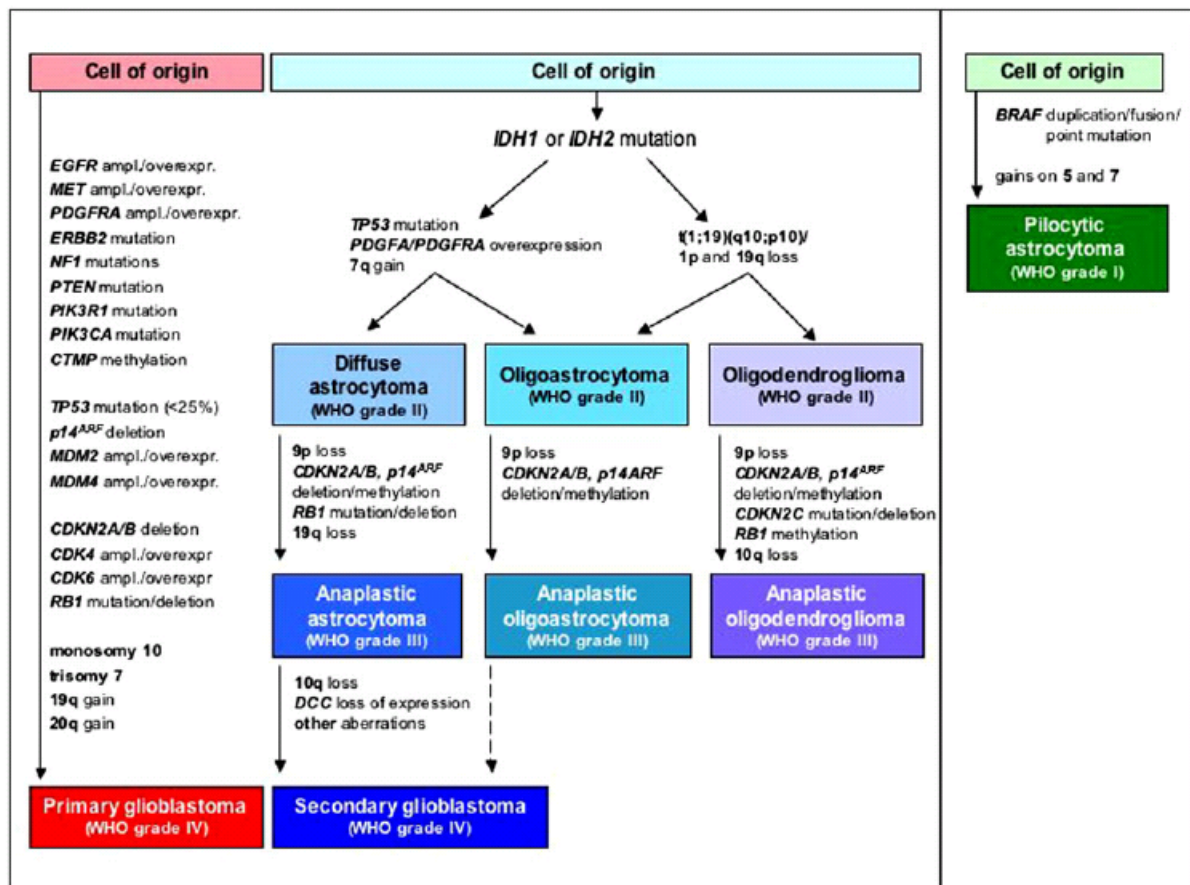 Cell of origin
EGFR ampl./overexpr.
MET ampl./overexpr.
PDGFRA ampl./overexpr.
ERBB2 mutation
NF1 mutations
PTEN mutation
PIK3R1 mutation
PIK3CA mutation
CTMP methylation
TP53 mutation (<25%)
p14ARF deletion
MDM2 ampl./overexpr.
MDM4 ampl./overexpr.
CDKN2A/B deletion
CDK4 ampl./overexpr
CDK6 ampl./overexpr
RB1 mutation/deletion
monosomy 10
trisomy 7
19q gain
20q gain
Primary glioblastoma
(WHO grade IV)
Cell of origin
IDH1 or IDH2 mutation
TP53 mutation
PDGFA/PDGFRA overexpression
7q gain
t(1;19)(q10;p10)/
1p and 19q loss
Diffuse
astrocytoma
(WHO grade II)
Oligoastrocytoma
(WHO grade II)
Oligodendroglioma
(WHO grade II)
9p loss
CDKN2A/B, p14ARF
deletion/methylation
RB1 mutation/deletion
19q loss
9p loss
CDKN2A/B, p14ARF
deletion/methylation
9p loss
CDKN2A/B, p14ARF
deletion/methylation
CDKN2C mutation/deletion
RB1 methylation
10q loss
Anaplastic
astrocytoma
(WHO grade III)
Anaplastic
oligoastrocytoma
(WHO grade III)
Anaplastic
oligodendroglioma
(WHO grade III)
10q loss
DCC loss of expression
other aberrations
Secondary glioblastoma
(WHO grade IV)
Cell of origin
BRAF duplication/fusion/
point mutation
gains on 5 and 7
Pilocytic
astrocytoma
(WHO grade I)